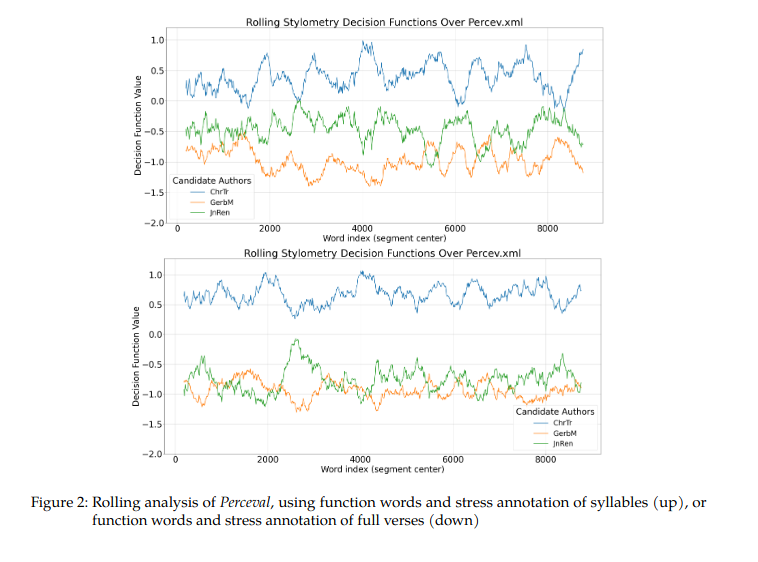 Rolling Stylometry Decision Functions Over Percev.xml
1.0
0.5
0.0
−0.5
−1.0
−1.5
−2.0
Decision Function Value
Candidate Authors
ChrTr
GerbM
JnRen
0 2000 4000 6000 8000
Word index (segment center)
Rolling Stylometry Decision Functions Over Percev.xml
1.0
0.5
0.0
−0.5
−1.0
−1.5
−2.0
Decision Function Value
Candidate Authors
ChrTr
GerbM
JnRen
0 2000 4000 6000 8000
Word index (segment center)
Figure 2: Rolling analysis of Perceval, using function words and stress annotation of syllables (up), or
function words and stress annotation of full verses (down)